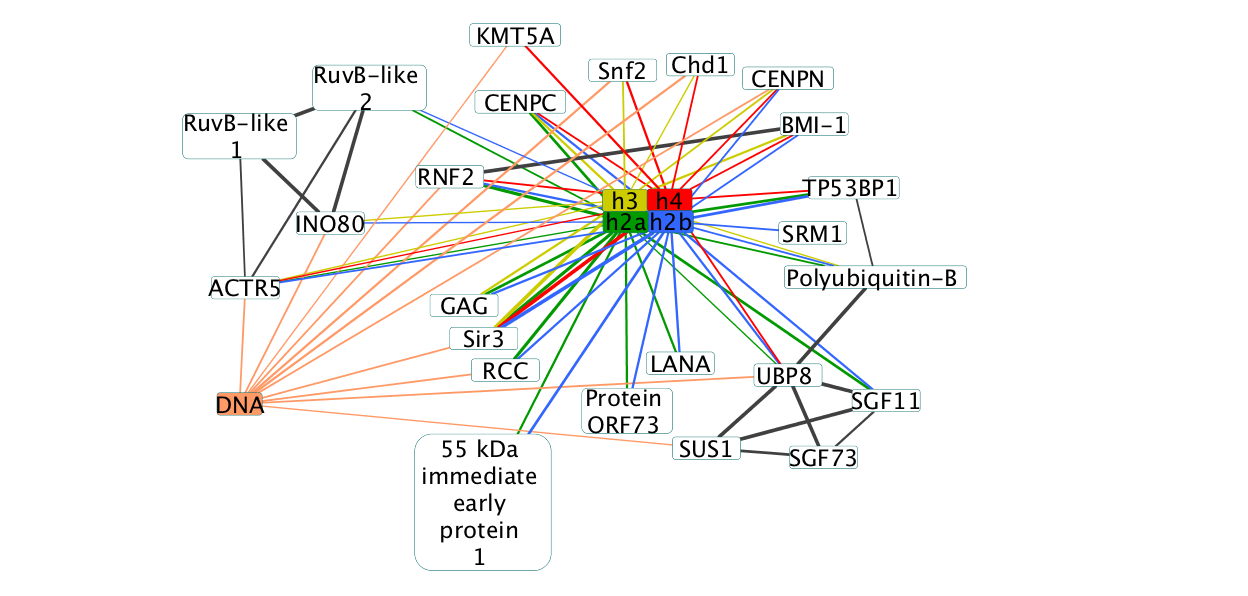 KMT5A
Snf2
Chd1
RuvB-like
2
CENPN
CENPC
RuvB-like
1
BMI-1
RNF2
TP53BP1
h3
h4
h2a
h2b
INO80
SRM1
Polyubiquitin-B
ACTR5
GAG
Sir3
LANA
RCC
UBP8
DNA
Protein
ORF73
SGF11
SUS1
SGF73
55 kDa
immediate
early
protein
1